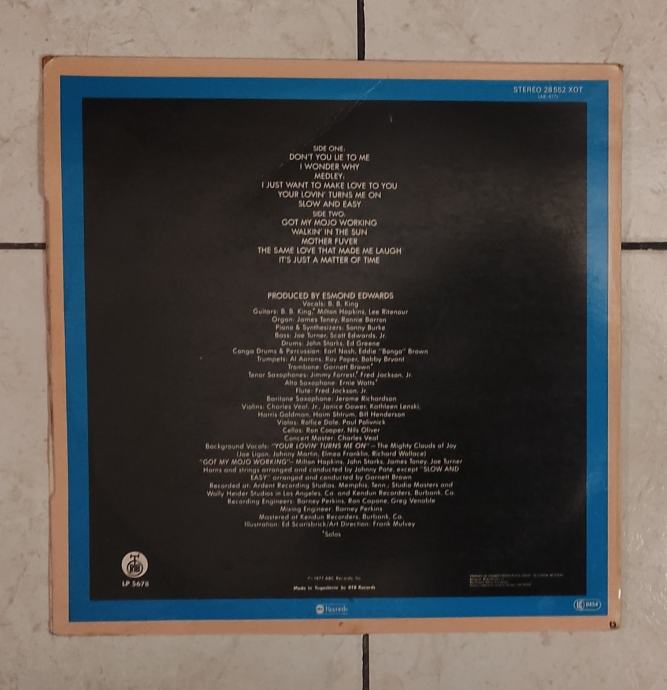 STEREO 28 552 XOT
SIDE ONE:
DON'T YOU LIE TO ME
I WONDER WHY
MEDLEY:
I JUST WANT TO MAKE LOVE TO YOU
YOUR LOVIN' TURNS ME ON
SLOW AND EASY
SIDE TWO:
GOT MY MOJO WORKING
WALKIN' IN THE SUN
MOTHER FUYER
THE SAME LOVE THAT MADE ME LAUGH
IT'S JUST A MATTER OF TIME
PRODUCED BY ESMOND EDWARDS
Vocals: B. B. King
Guitars: B. B. King,* Milton Hopkins, Lee Ritenour
Organ: James Toney, Ronnie Barron
Piano & Synthesizers: Sonny Burke
Bass: Joe Turner, Scott Edwards, Jr.
Drums: John Starks, Ed Greene
Conga Drums & Percussion: Earl Nash, Eddie "Bongo" Brown
Trumpets: Al Aarons, Ray Poper, Bobby Bryant
Trombone: Garnett Brown*
Tenor Saxophones: Jimmy Forrest,* Fred Jackson, Jr.
Alto Saxophone: Ernie Watts*
Flute: Fred Jackson, Jr.
Baritone Saxophone: Jerome Richardson
Violins: Charles Veal, Jr., Janice Gower, Kathleen Lenski,
Harris Goldman, Haim Shtrum, Bill Henderson
Violas: Rollice Dale, Paul Polivnick
Cellos: Ron Cooper, Nils Oliver
Concert Master: Charles Veal
Background Vocals: "YOUR LOVIN' TURNS ME ON"—The Mighty Clouds of Joy
(Joe Ligon, Johnny Martin, Elmeo Franklin, Richard Wallace)
"GOT MY MOJO WORKING"—Milton Hopkins, John Starks, James Toney, Joe Turner
Horns and strings arranged and conducted by Johnny Pate, except "SLOW AND
EASY" arranged and conducted by Garnett Brown
Recorded at: Ardent Recording Studios, Memphis, Tenn.; Studio Masters and
Wally Heider Studios in Los Angeles, Ca. and Kendun Recorders, Burbank, Ca.
Recording Engineers: Barney Perkins, Ron Capone, Greg Venable
Mixing Engineer: Barney Perkins
Mastered at Kendun Recorders, Burbank, Ca.
Illustration: Ed Scarisbrick/Art Direction: Frank Mulvey
*Solos
LP 5678
℗ 1977 ABC Records, Inc.
Made in Yugoslavia by RTB Records
abc Records